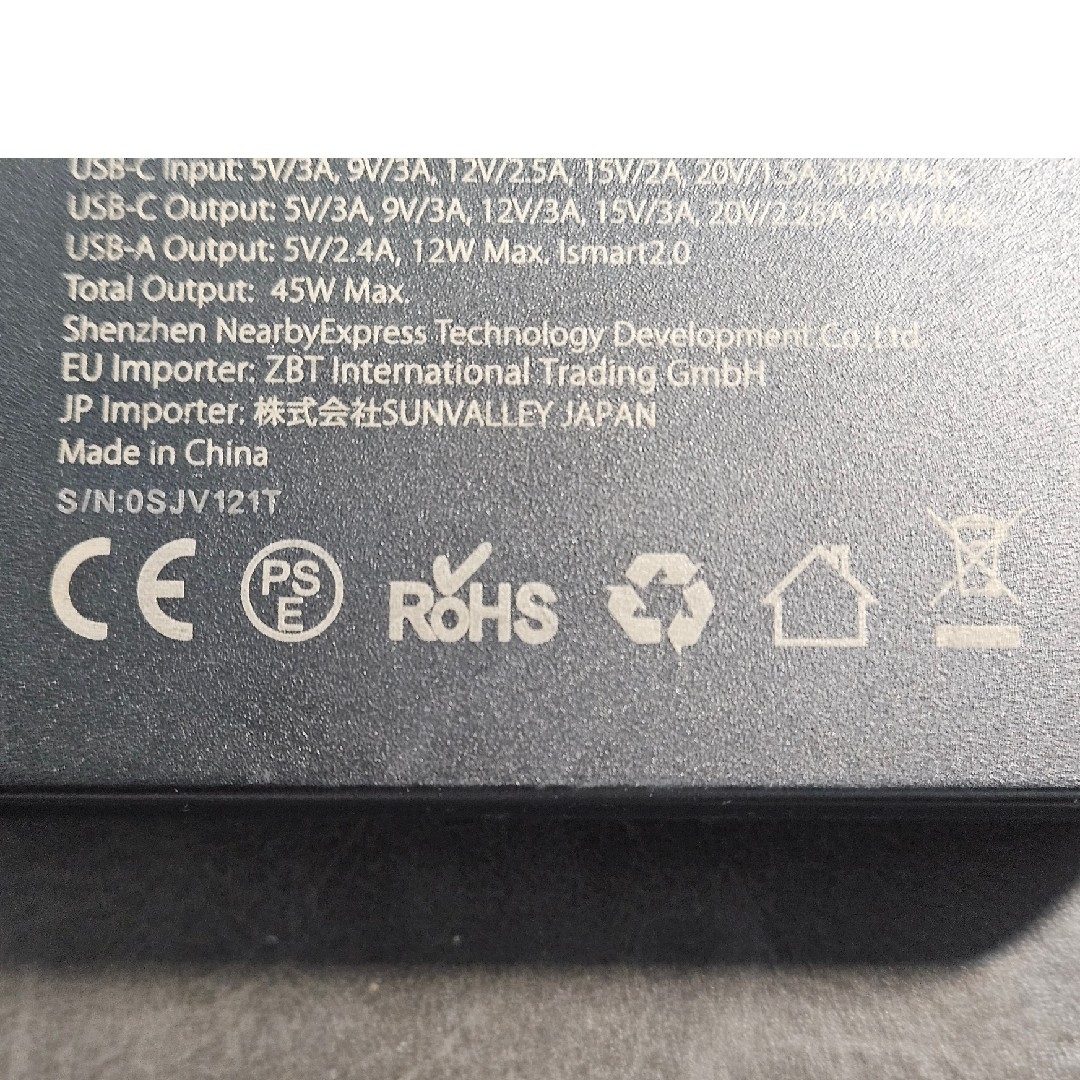 USB-C Input: 5V/3A, 9V/3A, 12V/2.5A, 15V/2A, 20V/1.5A, 30W Max.
USB-C Output: 5V/3A, 9V/3A, 12V/3A, 15V/3A, 20V/2.25A, 45W Max.
USB-A Output: 5V/2.4A, 12W Max. Ismart2.0
Total Output: 45W Max.
Shenzhen NearbyExpress Technology Development Co.,Ltd.
EU Importer: ZBT International Trading GmbH
JP Importer: 株式会社SUNVALLEY JAPAN
Made in China
S/N:0SJV121T
CE PSE RoHS